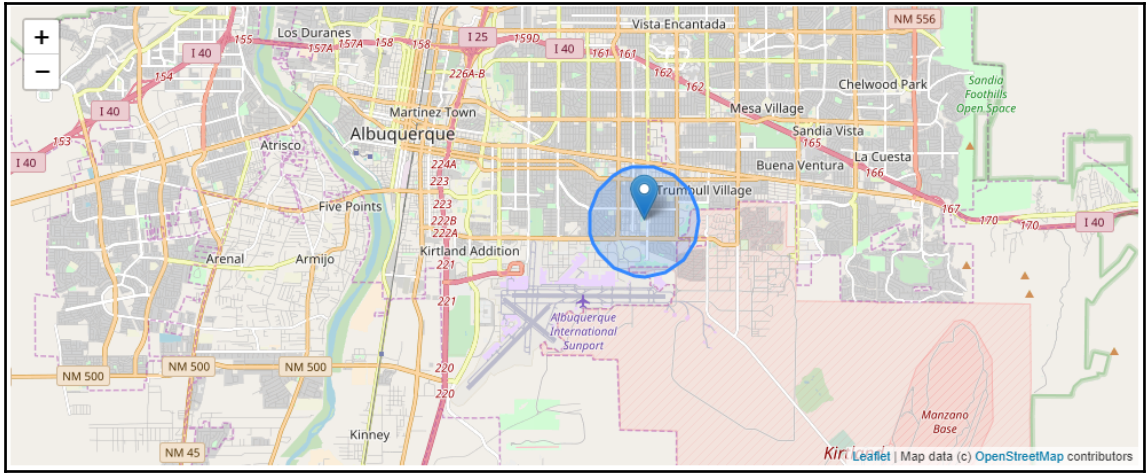 +
−
Vista Encantada
NM 556
Los Duranes
155
157A
157A
158
158
I 25
159D
I 40
161
161
154
226A-B
162
162
Chelwood Park
Sandia
Foothills
Open Space
I 40
Martinez Town
Mesa Village
153
Albuquerque
Sandia Vista
165
Atrisco
I 40
224A
Buena Ventura
La Cuesta
166
223
Trumbull Village
Five Points
223
222B
222A
167
170
170
I 40
Kirtland Addition
Arenal
Armijo
221
221
Albuquerque
International
Sunport
NM 500
NM 500
NM 500
220
220
Manzano
Base
Kinney
NM 45
Leaflet | Map data (c) OpenStreetMap contributors